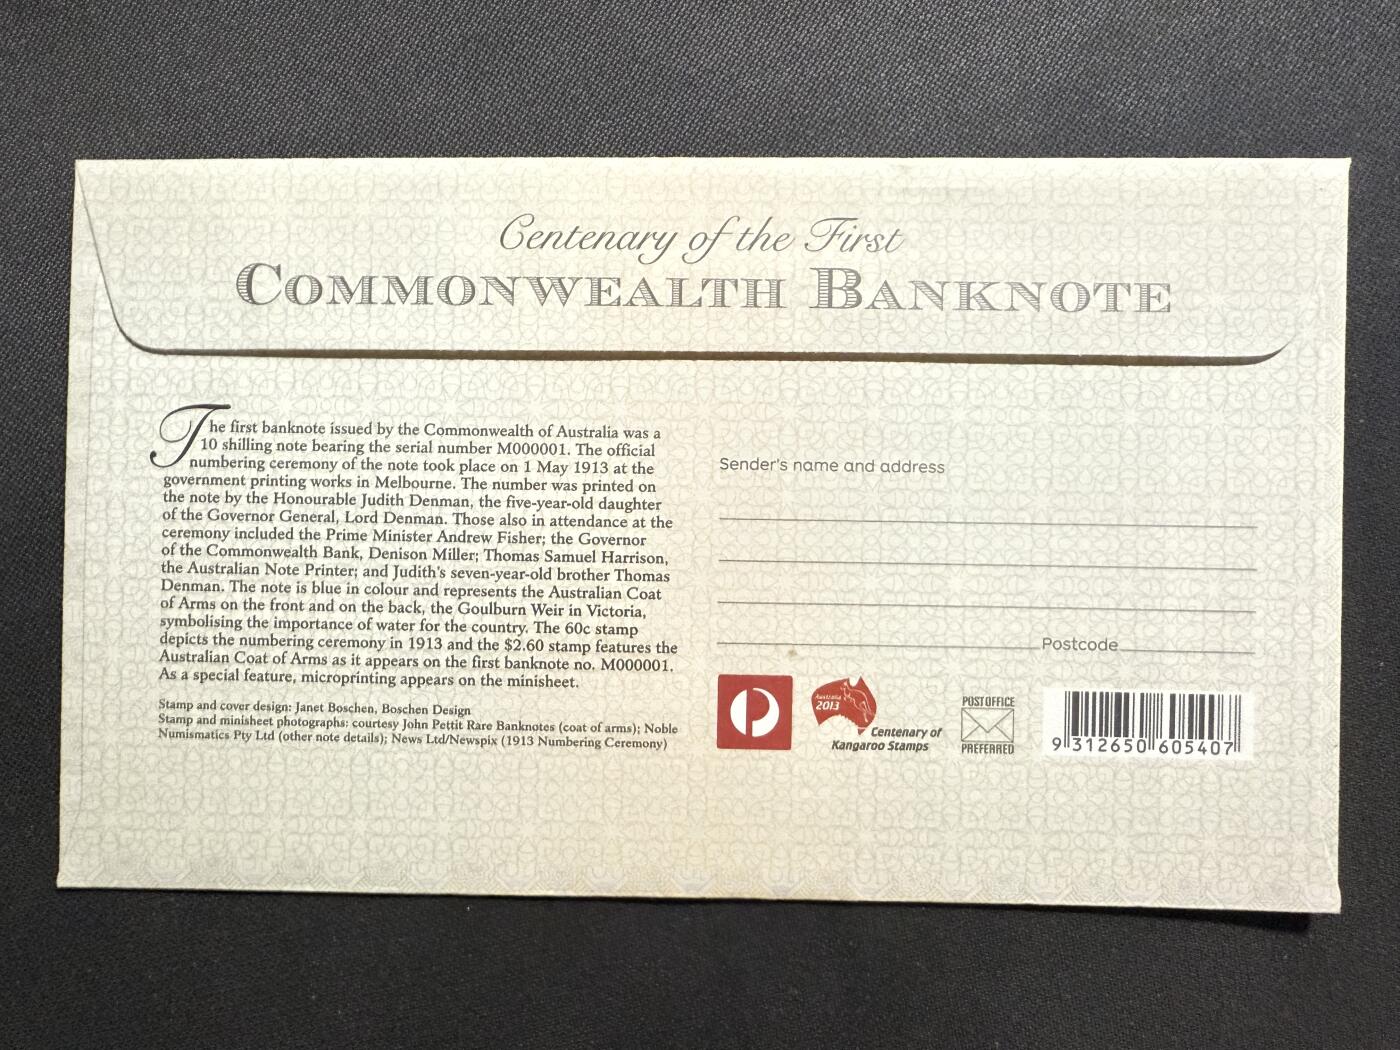 Centenary of the First
COMMONWEALTH BANKNOTE
The first banknote issued by the Commonwealth of Australia was a
10 shilling note bearing the serial number M000001. The official
numbering ceremony of the note took place on 1 May 1913 at the
government printing works in Melbourne. The number was printed on
the note by the Honourable Judith Denman, the five-year-old daughter
of the Governor General, Lord Denman. Those also in attendance at the
ceremony included the Prime Minister Andrew Fisher; the Governor
of the Commonwealth Bank, Denison Miller; Thomas Samuel Harrison,
the Australian Note Printer; and Judith's seven-year-old brother Thomas
Denman. The note is blue in colour and represents the Australian Coat
of Arms on the front and on the back, the Goulburn Weir in Victoria,
symbolising the importance of water for the country. The 60c stamp
depicts the numbering ceremony in 1913 and the $2.60 stamp features the
Australian Coat of Arms as it appears on the first banknote no. M000001.
As a special feature, microprinting appears on the minisheet.
Stamp and cover design: Janet Boschen, Boschen Design
Stamp and minisheet photographs: courtesy John Pettit Rare Banknotes (coat of arms); Noble
Numismatics Pty Ltd (other note details); News Ltd/Newspix (1913 Numbering Ceremony)
Sender's name and address
Postcode
Australia
2013
Centenary of
Kangaroo Stamps
POST OFFICE
PREFERRED
9 312650 605407